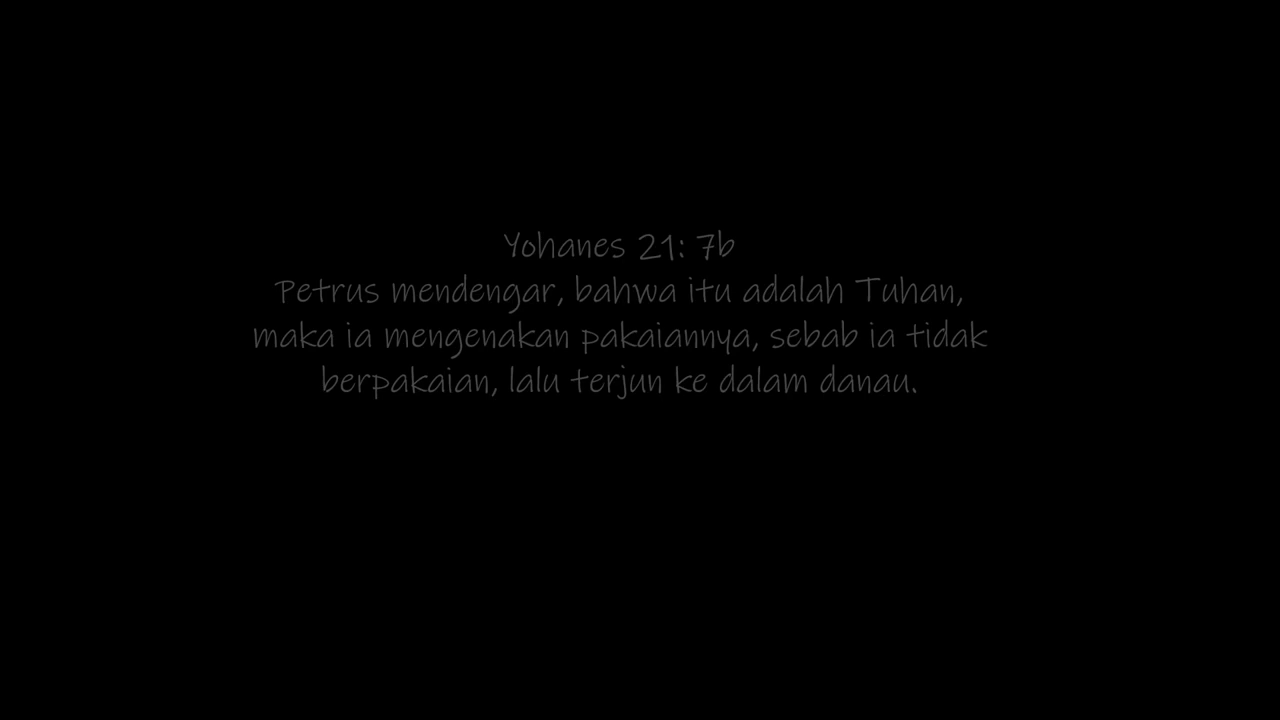 Yohanes 21: 7b
Petrus mendengar, bahwa itu adalah Tuhan,
maka ia mengenakan pakaiannya, sebab ia tidak
berpakaian, lalu terjun ke dalam danau.